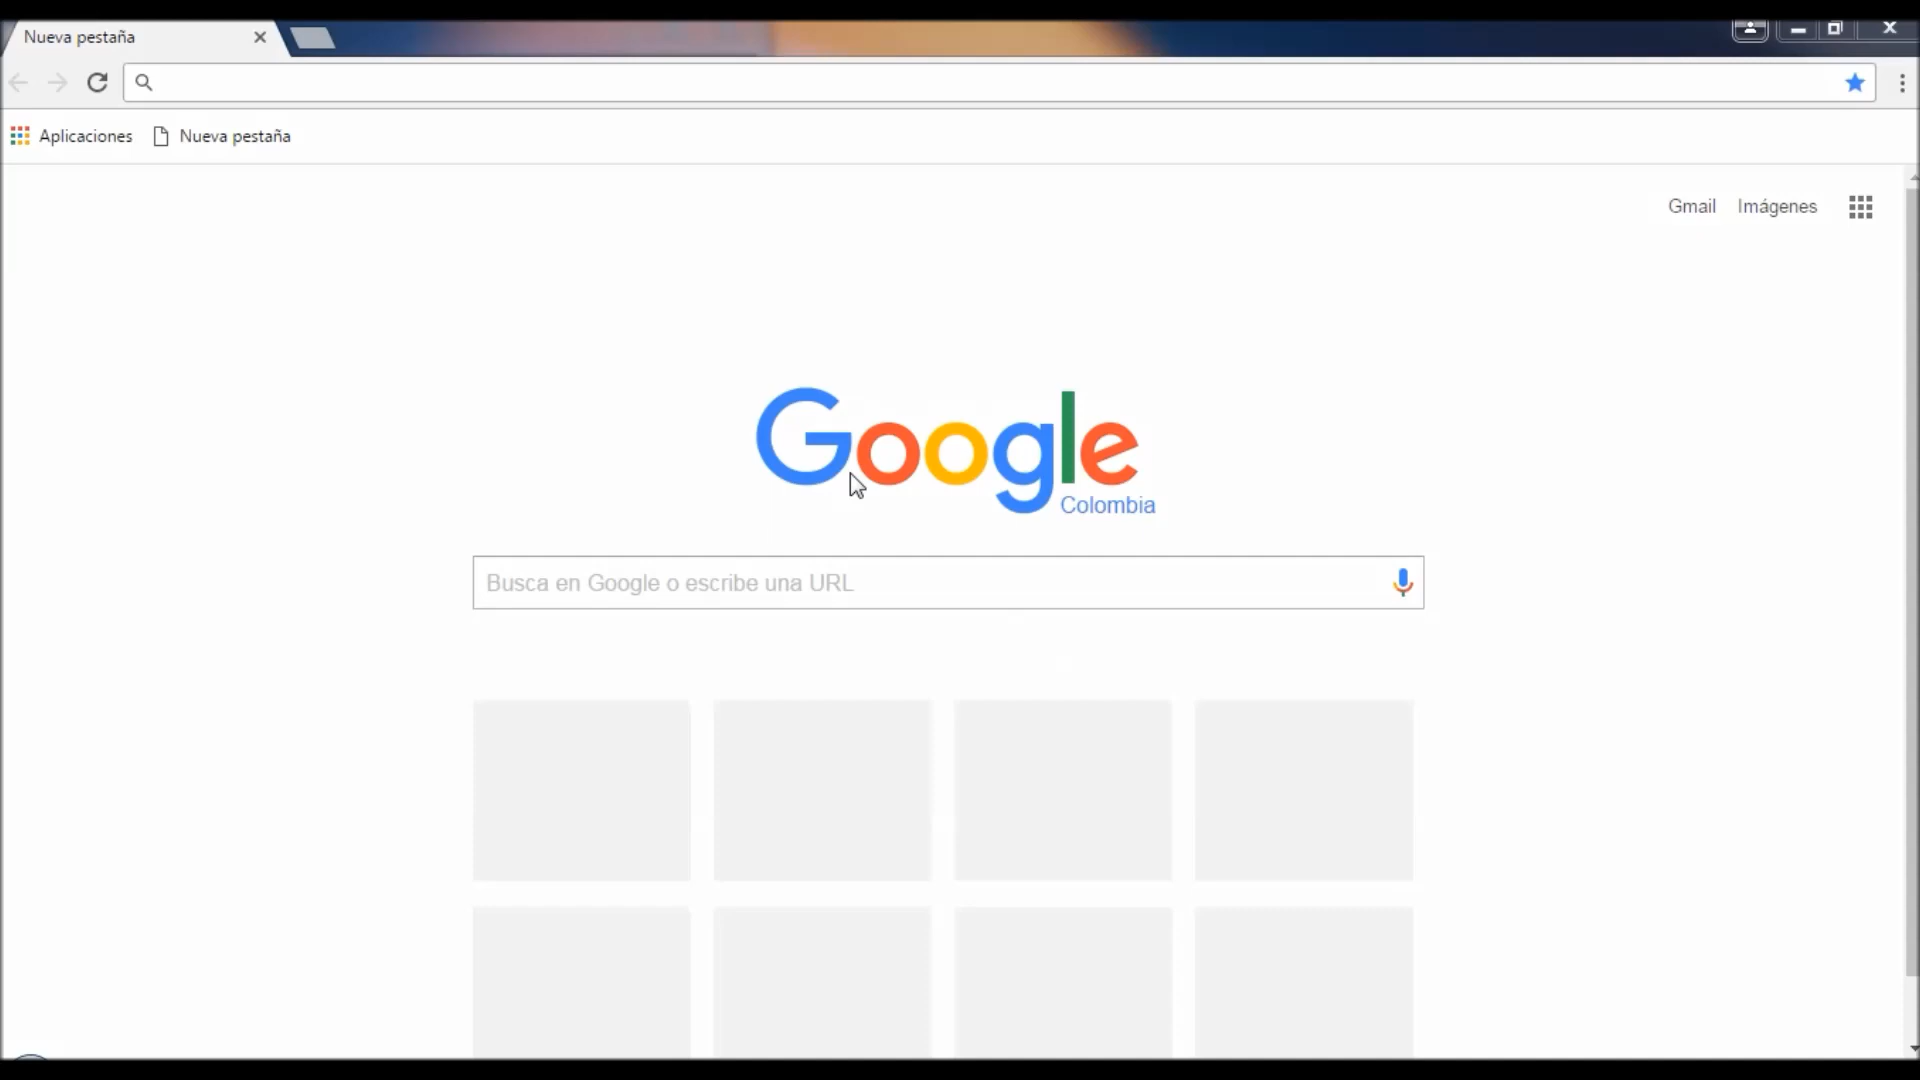 Nueva pestaña
Aplicaciones
Nueva pestaña
Gmail
Imágenes
Google
Colombia
Busca en Google o escribe una URL